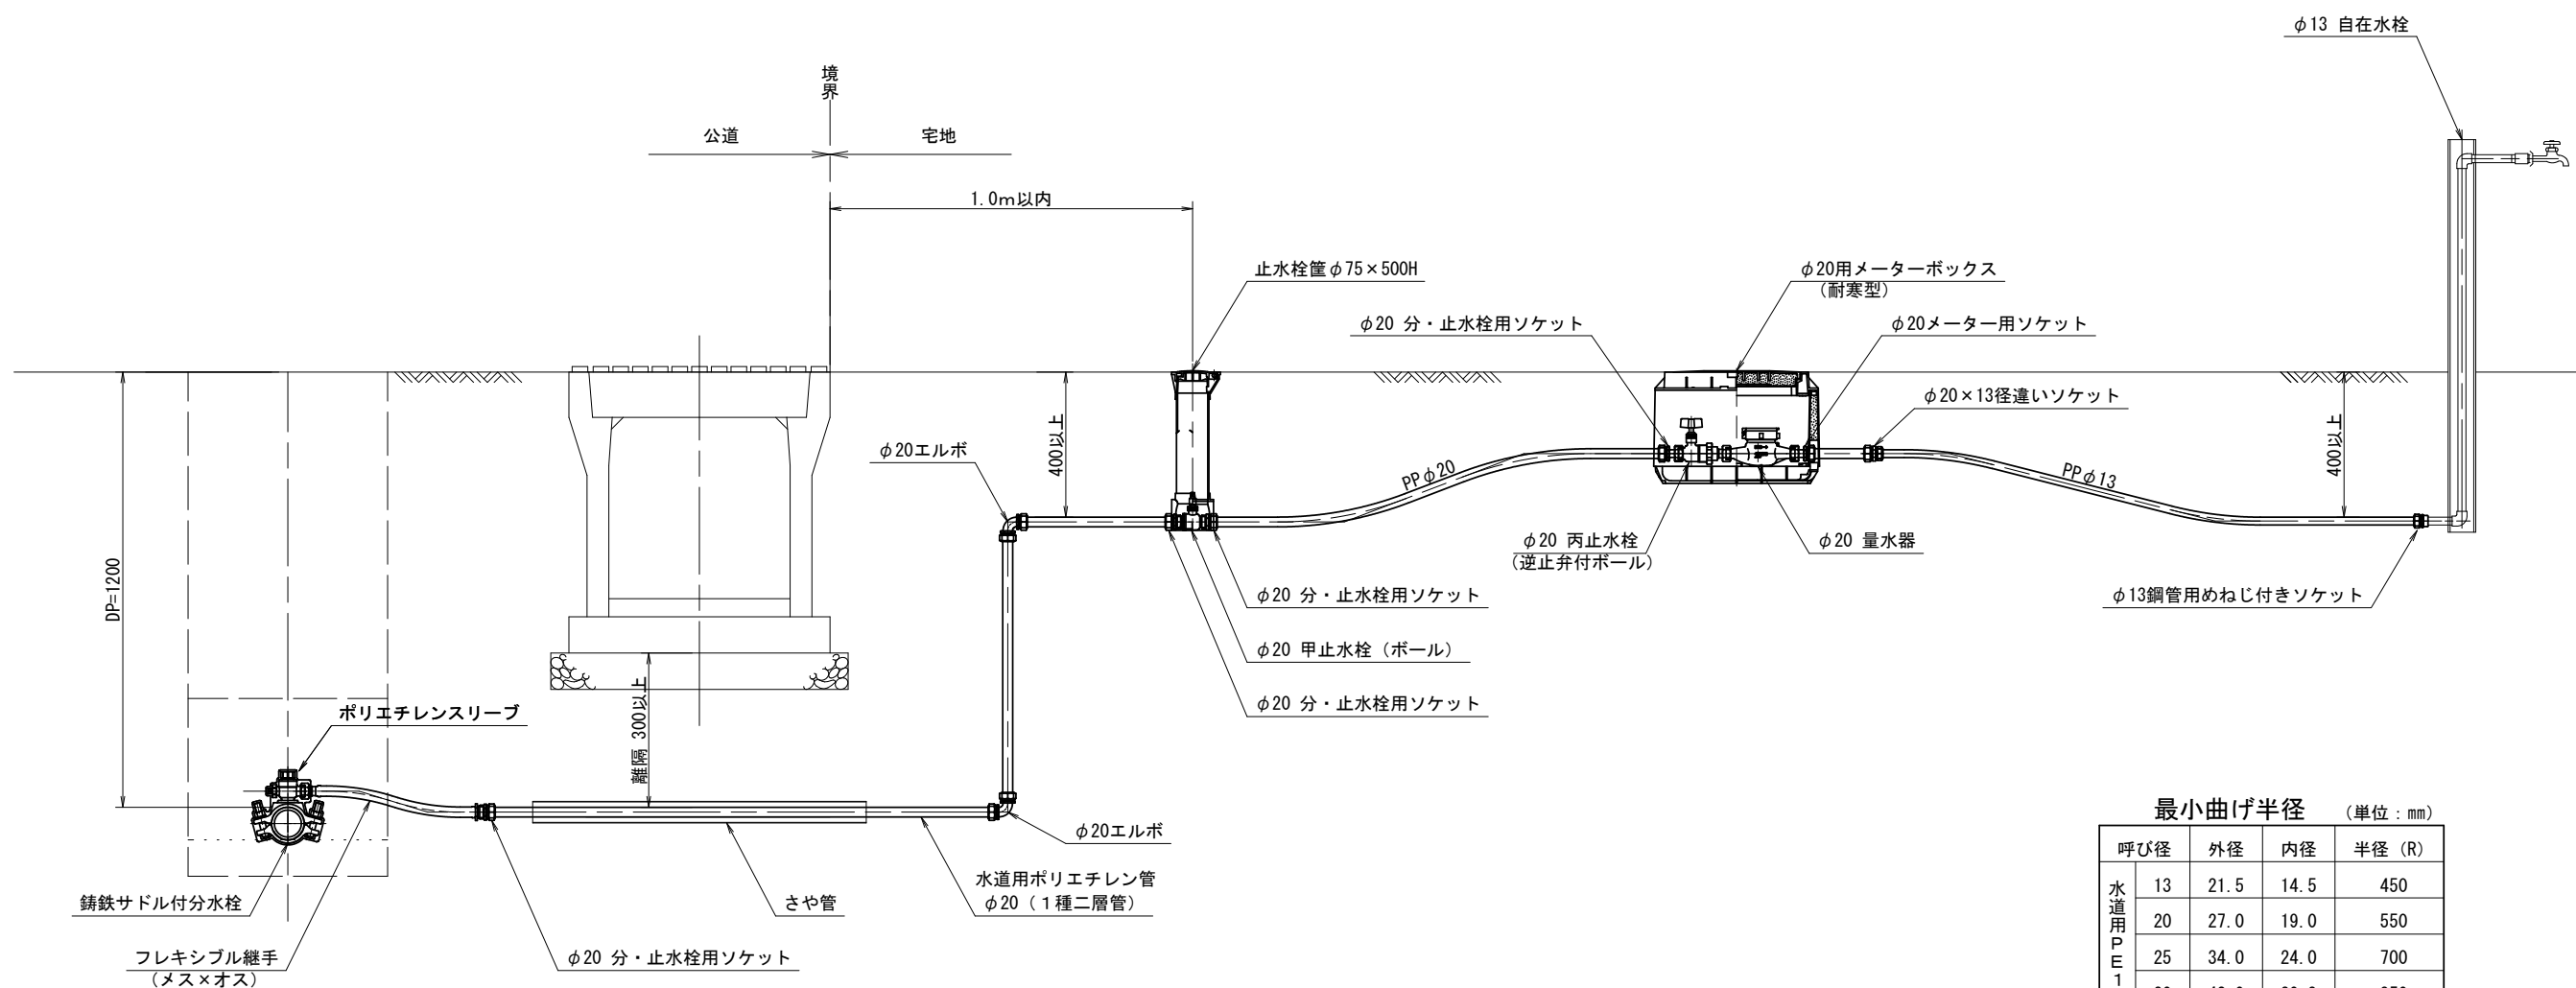 φ13 自在水栓
境界
公道
宅地
1.0m以内
止水栓筐φ75×500H
φ20用メーターボックス
（耐寒型）
φ20 分・止水栓用ソケット
φ20メーター用ソケット
φ20×13径違いソケット
φ20エルボ
400以上
PPφ20
PPφ13
400以上
φ20 丙止水栓
（逆止弁付ボール）
φ20 量水器
DP=1200
φ20 分・止水栓用ソケット
φ13鋼管用めねじ付きソケット
φ20 甲止水栓（ボール）
φ20 分・止水栓用ソケット
離隔 300以上
ポリエチレンスリーブ
φ20エルボ
鋳鉄サドル付分水栓
さや管
水道用ポリエチレン管
φ20（1種二層管）
フレキシブル継手
（メス×オス）
φ20 分・止水栓用ソケット
最小曲げ半径 （単位：㎜）
呼び径 外径 内径 半径（R）
水道用PE1
13 21.5 14.5 450
20 27.0 19.0 550
25 34.0 24.0 700